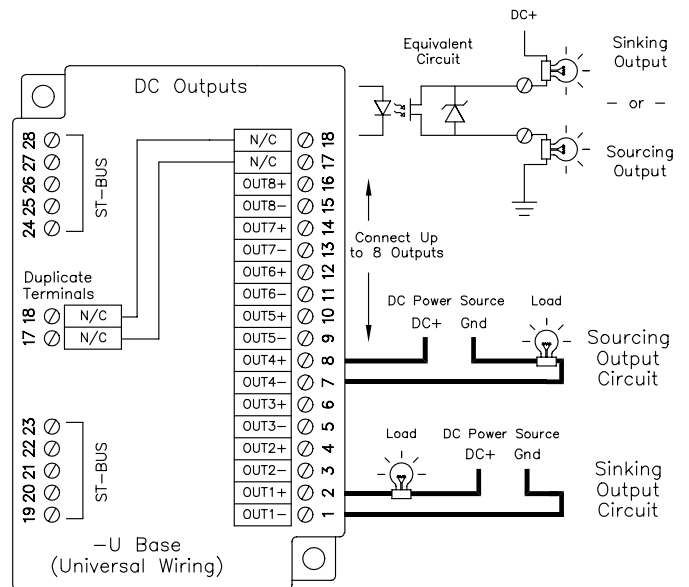 DC+
Equivalent
Circuit
Sinking
Output
- or -
Sourcing
Output
DC Outputs
28
27
26
25
24
ST-BUS
N/C 18
N/C 17
OUT8+ 16
OUT8- 15
OUT7+ 14
OUT7- 13
OUT6+ 12
OUT6- 11
OUT5+ 10
OUT5- 9
OUT4+ 8
OUT4- 7
OUT3+ 6
OUT3- 5
OUT2+ 4
OUT2- 3
OUT1+ 2
OUT1- 1
Connect Up
to 8 Outputs
Duplicate
Terminals
18 N/C
17 N/C
DC Power Source
DC+ Gnd
Load
Sourcing
Output
Circuit
23
22
21
20
19
ST-BUS
Load
DC Power Source
DC+ Gnd
Sinking
Output
Circuit
-U Base
(Universal Wiring)